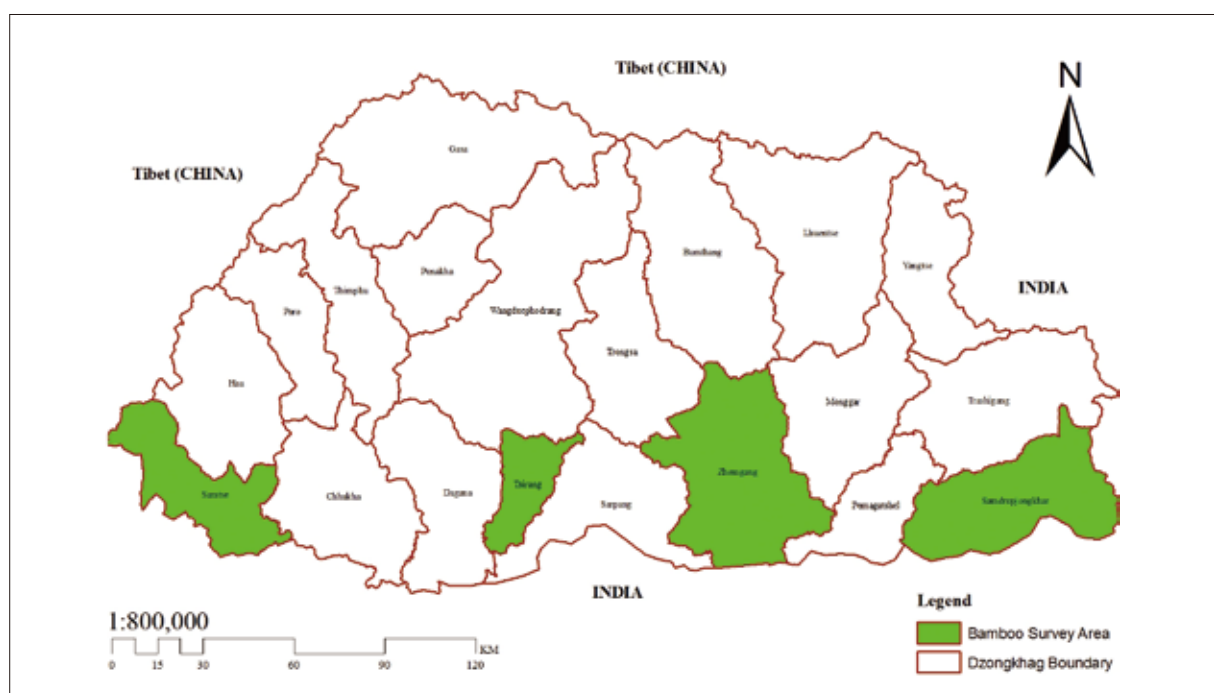 Tibet (CHINA)
N
Gasa
Tibet (CHINA)
Lhuentse
Bumthang
Punakha
Yangtse
Thimphu
INDIA
Paro
Wangduephodrang
Trongsa
Haa
Monggar
Trashigang
Zhemgang
Tsirang
Samtse
Chhukha
Dagana
Sarpang
Pemagatshel
Samdrupjongkhar
INDIA
Legend
1:800,000
Bamboo Survey Area
KM
Dzongkhag Boundary
0 15 30 60 90 120